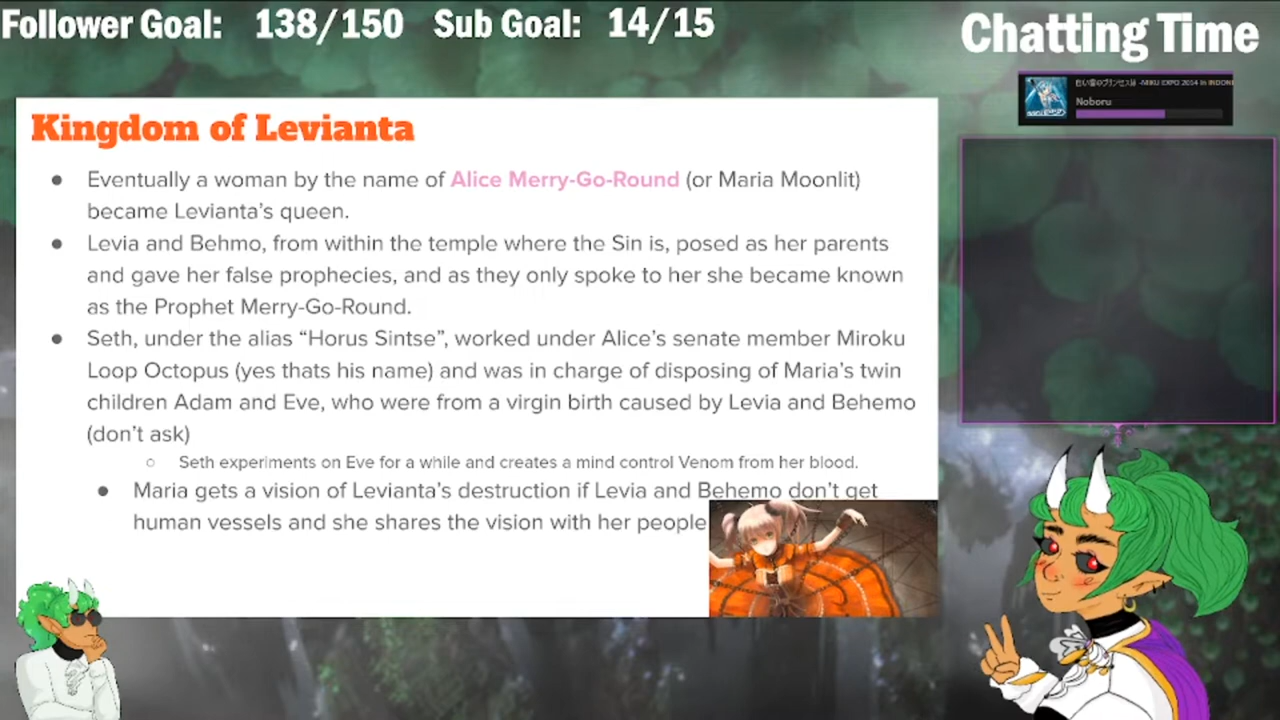 Follower Goal: 138/150 Sub Goal: 14/15
Chatting Time
Noboru
Kingdom of Levianta
● Eventually a woman by the name of Alice Merry-Go-Round (or Maria Moonlit)
became Levianta's queen.
● Levia and Behmo, from within the temple where the Sin is, posed as her parents
and gave her false prophecies, and as they only spoke to her she became known
as the Prophet Merry-Go-Round.
● Seth, under the alias “Horus Sintse”, worked under Alice's senate member Miroku
Loop Octopus (yes thats his name) and was in charge of disposing of Maria's twin
children Adam and Eve, who were from a virgin birth caused by Levia and Behemo
(don't ask)
○ Seth experiments on Eve for a while and creates a mind control Venom from her blood.
● Maria gets a vision of Levianta's destruction if Levia and Behemo don't get
human vessels and she shares the vision with her people